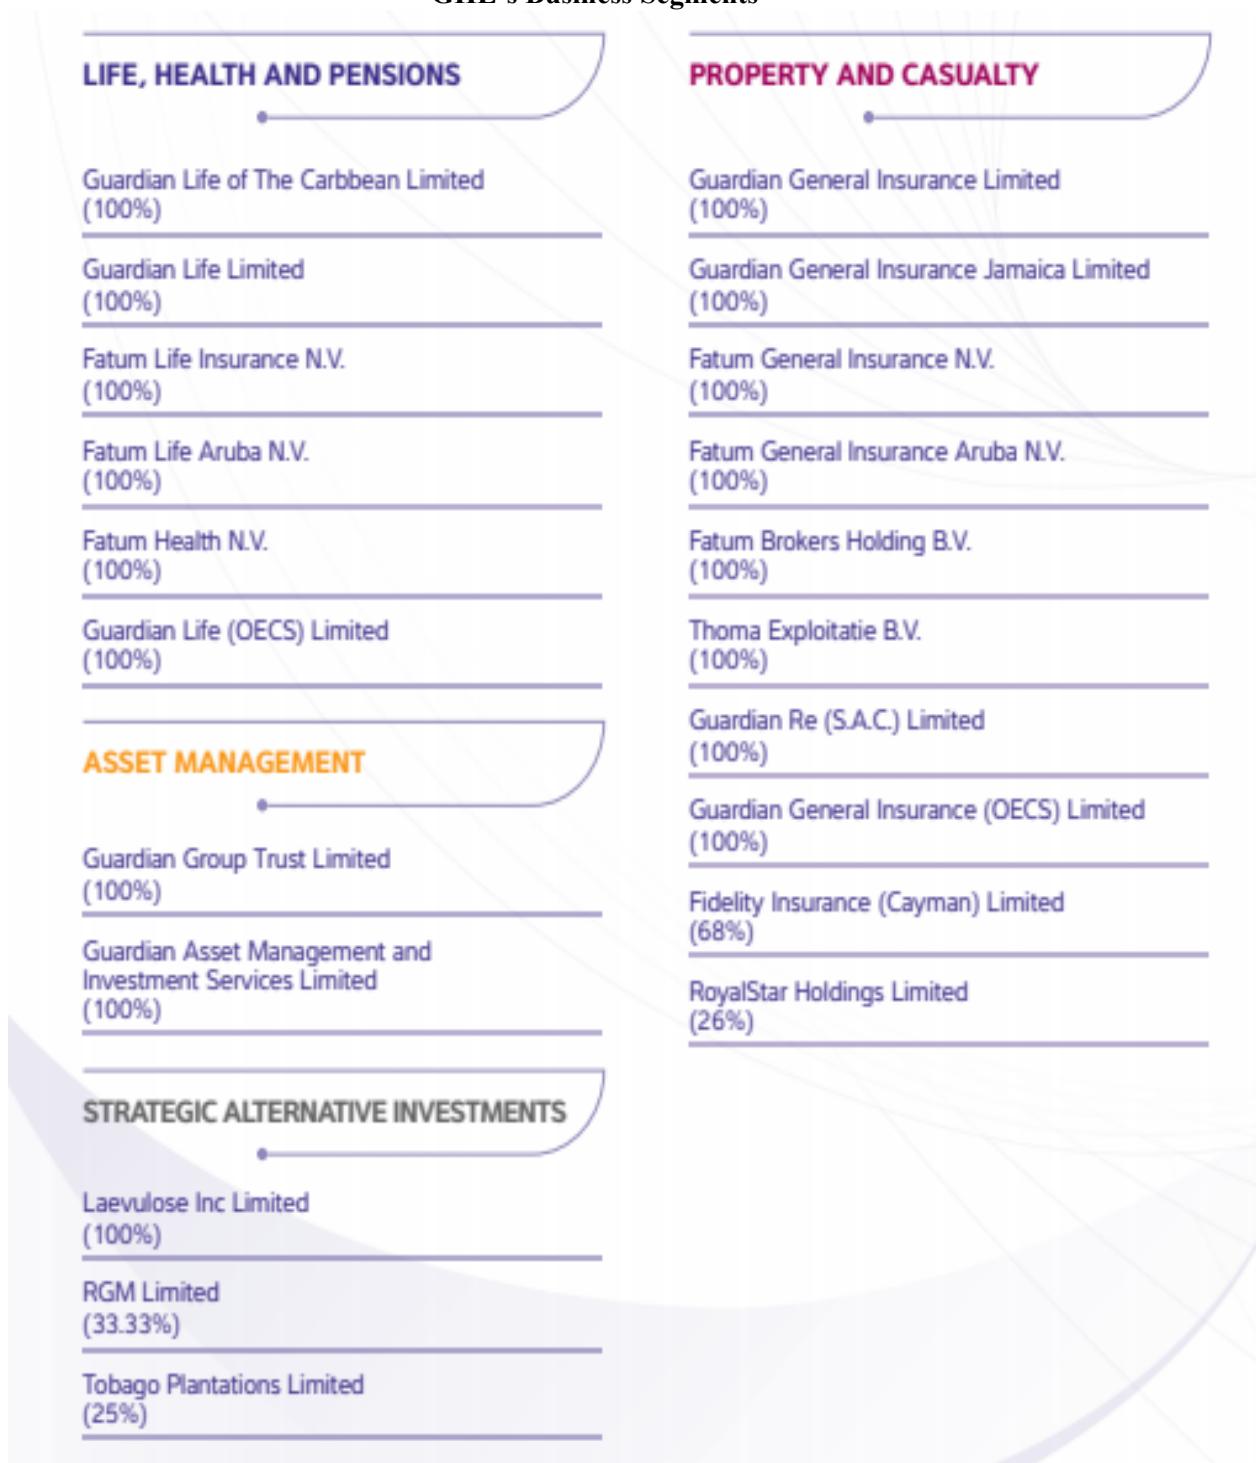 Business Segments
LIFE, HEALTH AND PENSIONS
Guardian Life of The Carbbean Limited
(100%)
Guardian Life Limited
(100%)
Fatum Life Insurance N.V.
(100%)
Fatum Life Aruba N.V.
(100%)
Fatum Health N.V.
(100%)
Guardian Life (OECS) Limited
(100%)
ASSET MANAGEMENT
Guardian Group Trust Limited
(100%)
Guardian Asset Management and
Investment Services Limited
(100%)
STRATEGIC ALTERNATIVE INVESTMENTS
Laevulose Inc Limited
(100%)
RGM Limited
(33.33%)
Tobago Plantations Limited
(25%)
PROPERTY AND CASUALTY
Guardian General Insurance Limited
(100%)
Guardian General Insurance Jamaica Limited
(100%)
Fatum General Insurance N.V.
(100%)
Fatum General Insurance Aruba N.V.
(100%)
Fatum Brokers Holding B.V.
(100%)
Thoma Exploitatie B.V.
(100%)
Guardian Re (S.A.C.) Limited
(100%)
Guardian General Insurance (OECS) Limited
(100%)
Fidelity Insurance (Cayman) Limited
(68%)
RoyalStar Holdings Limited
(26%)